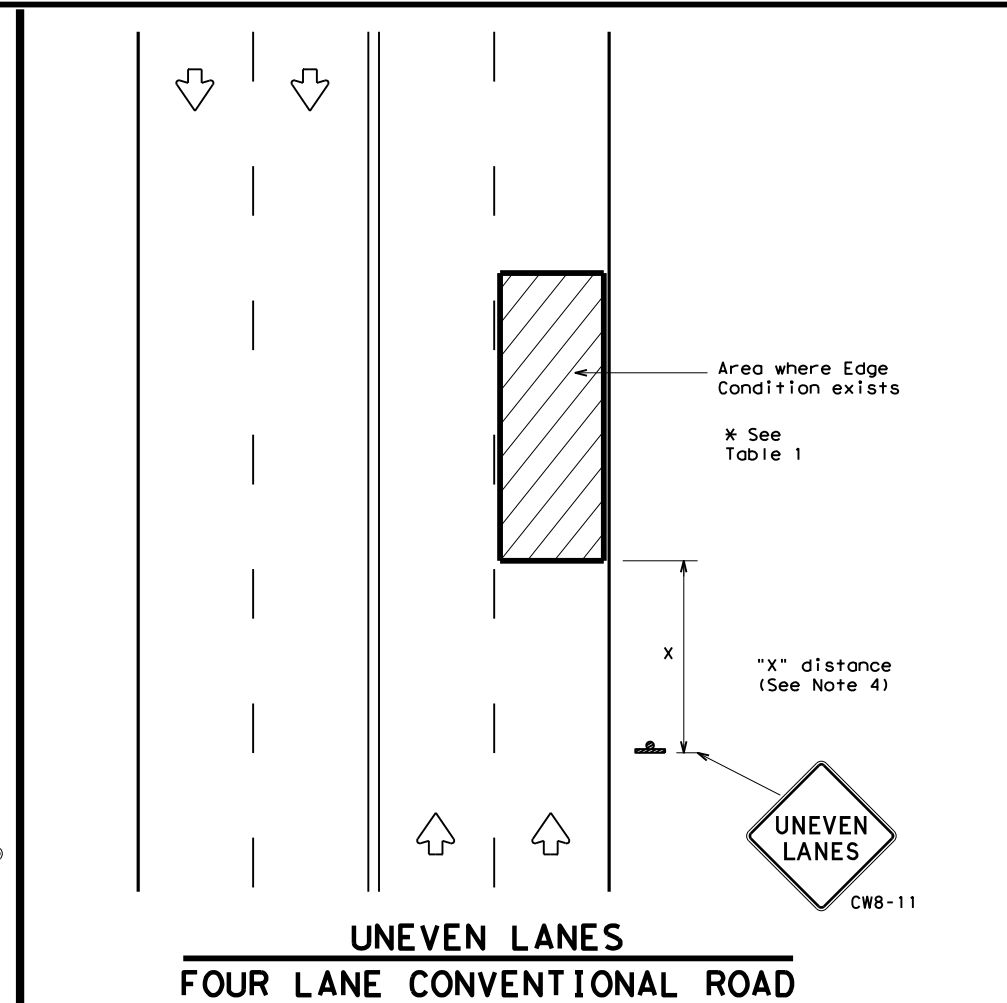 Area where Edge
Condition exists
* See
Table 1
X
"X" distance
(See Note 4)
UNEVEN
LANES
CW8-11
UNEVEN LANES
FOUR LANE CONVENTIONAL ROAD